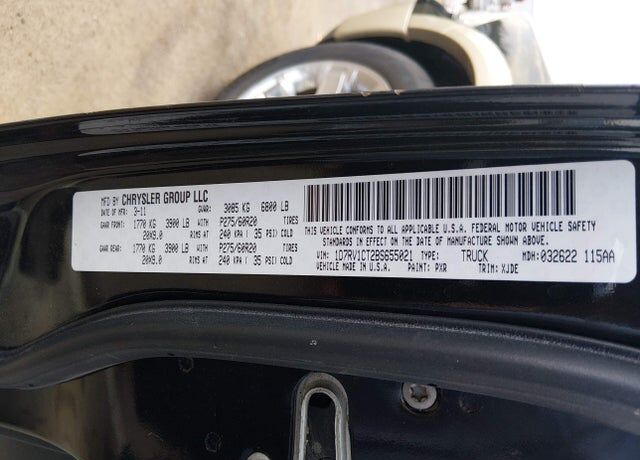 MFD BY CHRYSLER GROUP LLC
DATE OF MFR: 3-11 GVWR: 3085 KG 6800 LB
GAWR FRONT: 1770 KG 3900 LB WITH P275/60R20 TIRES
20X9.0 RIMS AT 240 KPA ( 35 PSI) COLD
GAWR REAR: 1770 KG 3900 LB WITH P275/60R20 TIRES
20X9.0 RIMS AT 240 KPA ( 35 PSI) COLD
THIS VEHICLE CONFORMS TO ALL APPLICABLE U.S.A. FEDERAL MOTOR VEHICLE SAFETY
STANDARDS IN EFFECT ON THE DATE OF MANUFACTURE SHOWN ABOVE.
VIN: 1D7RV1CT2BS655021 TYPE: TRUCK MDH: 032622 115AA
VEHICLE MADE IN U.S.A. PAINT: PXR TRIM: XJDE